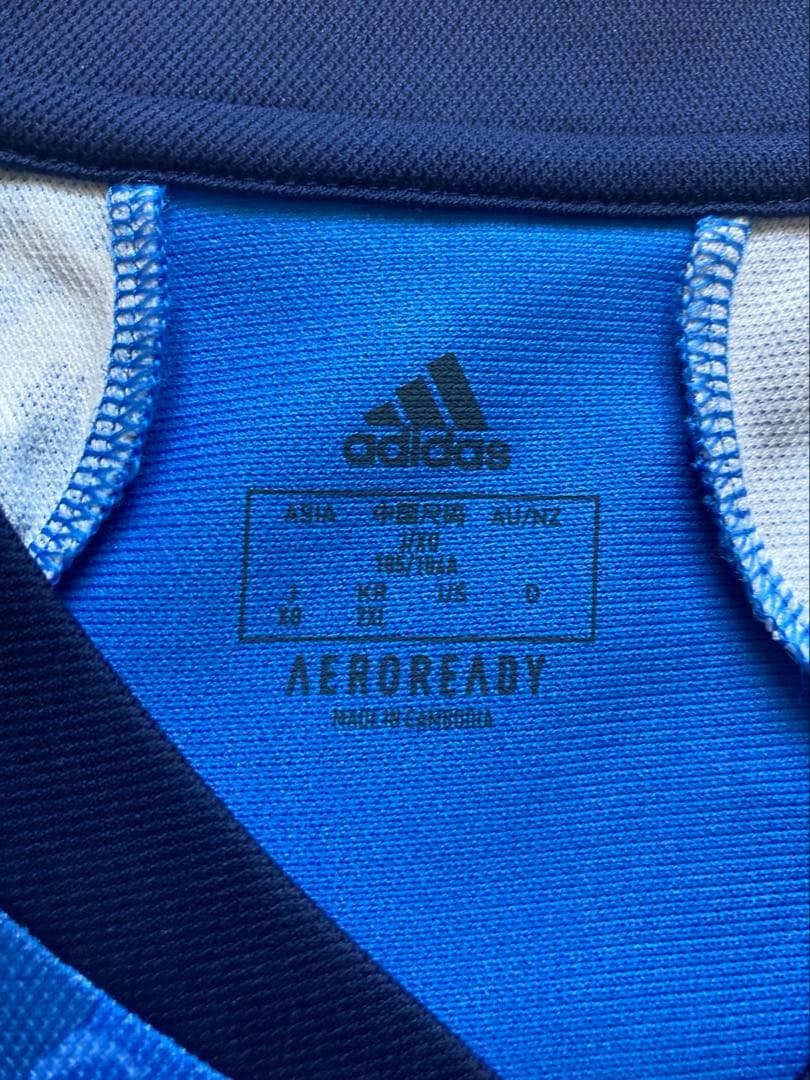 adidas
ASIA 中国尺码 AU/NZ
J/XO
185/104A
J KR US D
XO 2XL
AEROREADY
MADE IN CAMBODIA